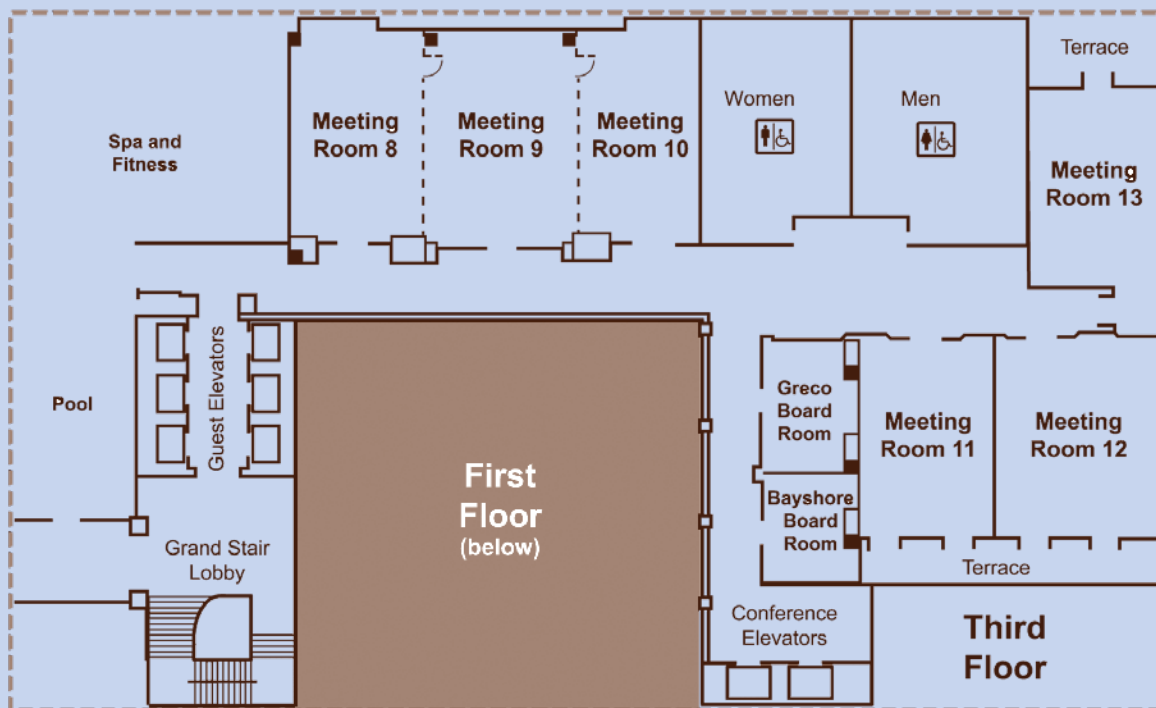 Terrace
Women
Men
Meeting
Room 8
Meeting
Room 9
Meeting
Room 10
Spa and
Fitness
Meeting
Room 13
Guest Elevators
Pool
Greco
Board
Room
Meeting
Room 11
Meeting
Room 12
First
Floor
(below)
Bayshore
Board
Room
Grand Stair
Lobby
Terrace
Conference
Elevators
Third
Floor